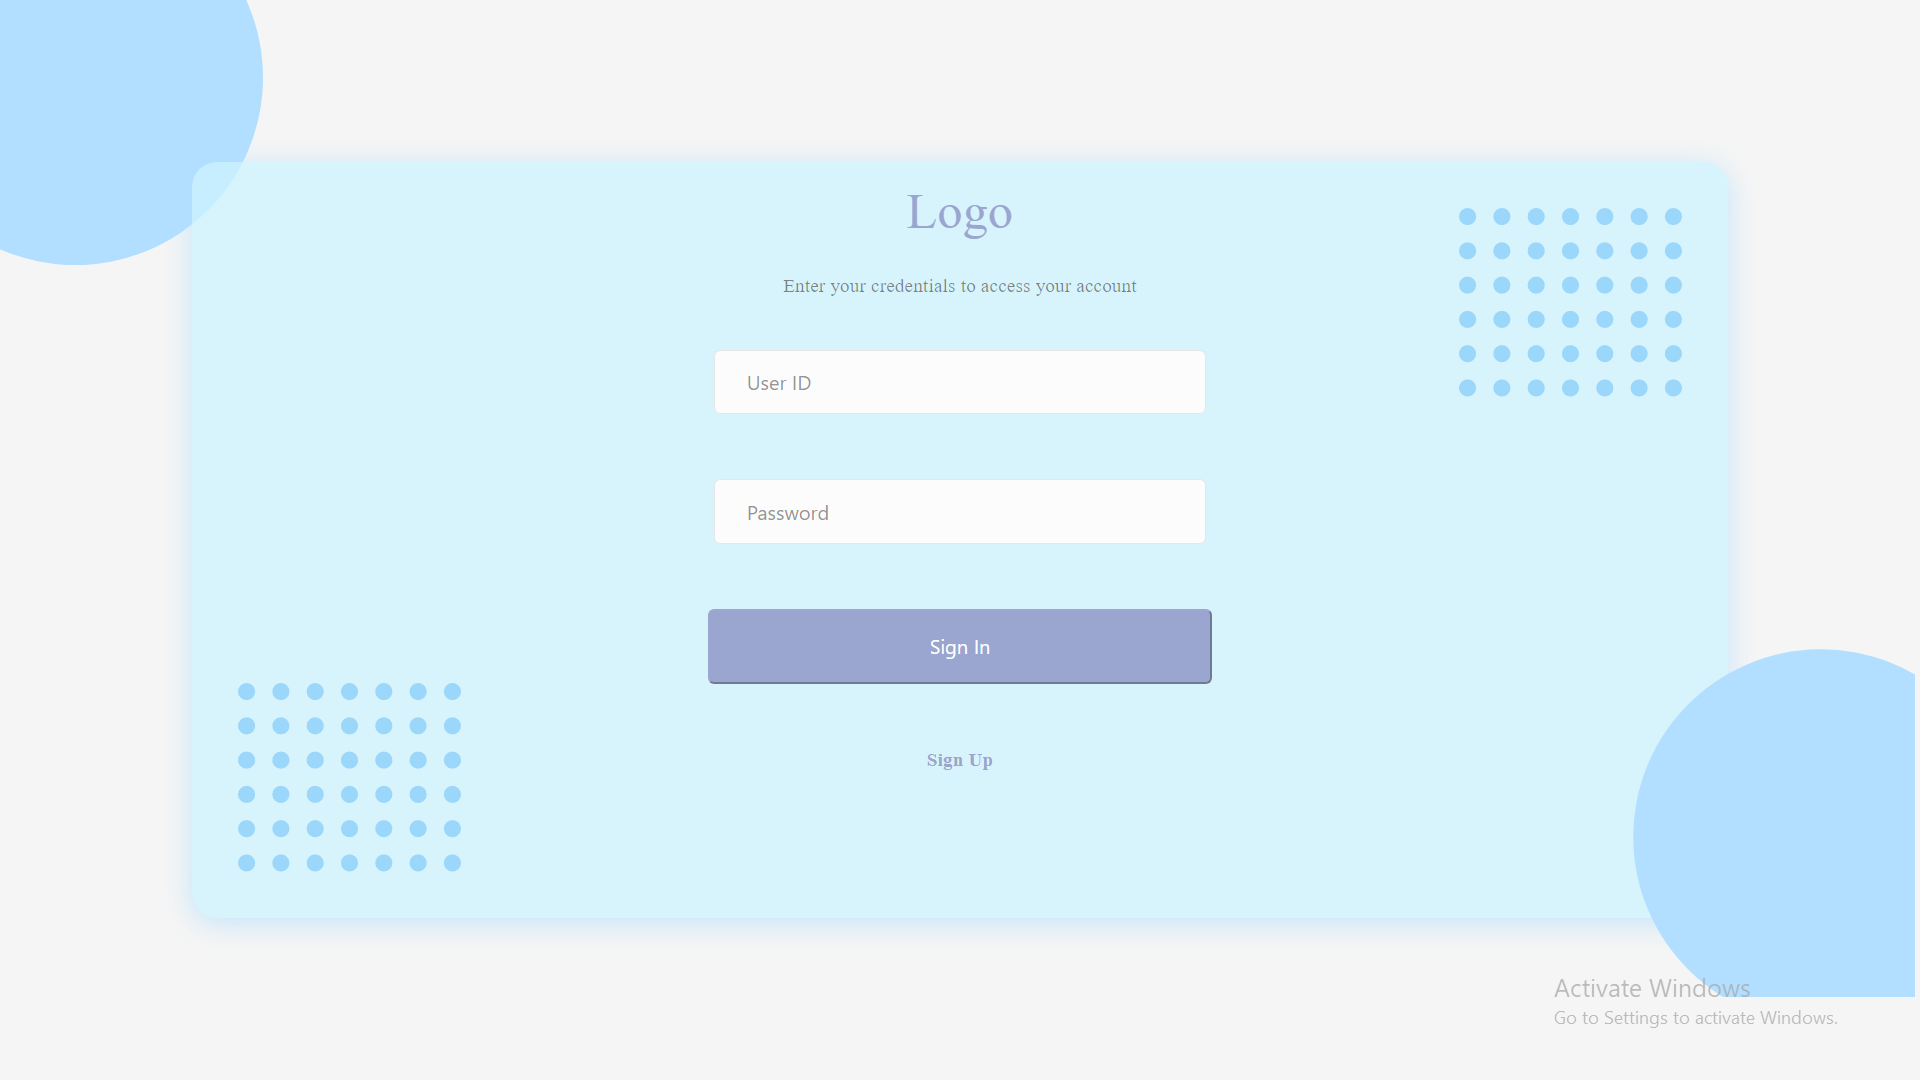 Logo
Enter your credentials to access your account
User ID
Password
Sign In
Sign Up
Activate Windows
Go to Settings to activate Windows.